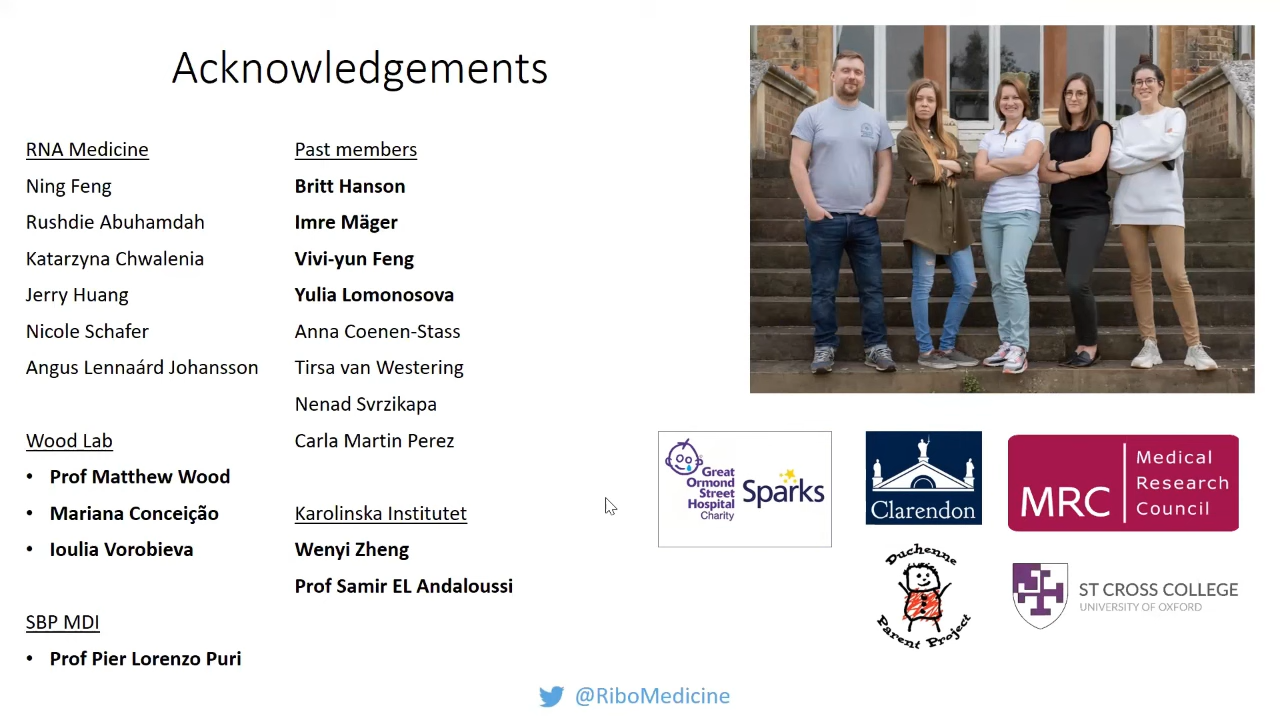 Acknowledgements
RNA Medicine
Ning Feng
Rushdie Abuhamdah
Katarzyna Chwalenia
Jerry Huang
Nicole Schafer
Angus Lennaárd Johansson
Wood Lab
• Prof Matthew Wood
• Mariana Conceição
• Ioulia Vorobieva
SBP MDI
• Prof Pier Lorenzo Puri
Past members
Britt Hanson
Imre Mäger
Vivi-yun Feng
Yulia Lomonosova
Anna Coenen-Stass
Tirsa van Westering
Nenad Svrzikapa
Carla Martin Perez
Karolinska Institutet
Wenyi Zheng
Prof Samir EL Andaloussi
Great
Ormond
Street
Hospital
Charity
Sparks
Clarendon
MRC
Medical
Research
Council
Duchenne
Parent Project
ST CROSS COLLEGE
UNIVERSITY OF OXFORD
@RiboMedicine